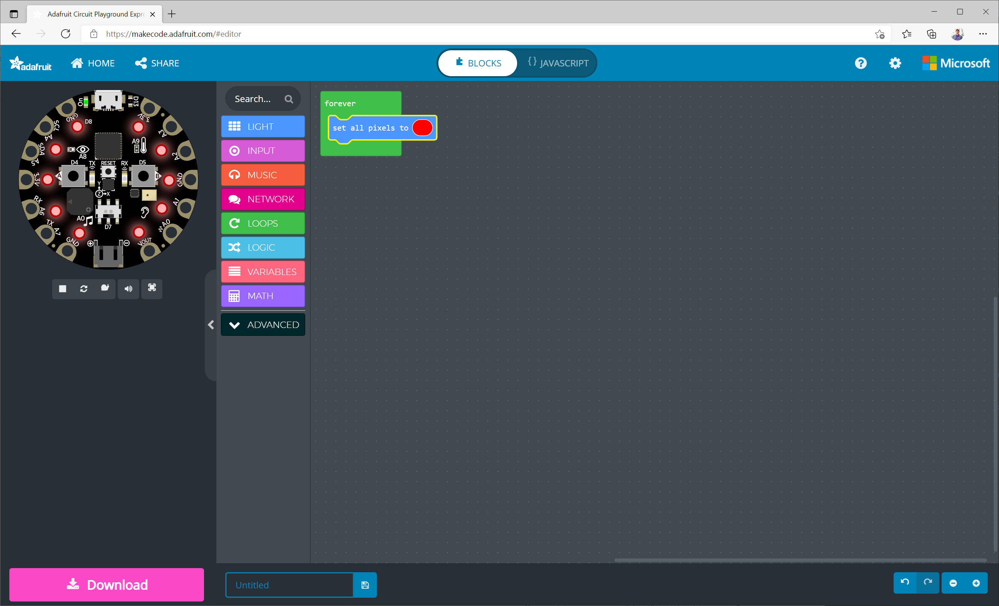 Adafruit Circuit Playground Expre
https://makecode.adafruit.com/#editor
adafruit
HOME
SHARE
BLOCKS
{} JAVASCRIPT
?
Microsoft
On
D13
GND
D8
3.3V
SCL
A4
A3
SDA
A5
A8
A9
A2
D4
TX
RESET
RX
D5
3.3V
A
B
GND
Y
Z
X
RX
A6
A1
A0
D7
TX
A7
A0
GND
VOUT
Search...
LIGHT
INPUT
MUSIC
NETWORK
LOOPS
LOGIC
VARIABLES
MATH
ADVANCED
forever
set all pixels to
Download
Untitled